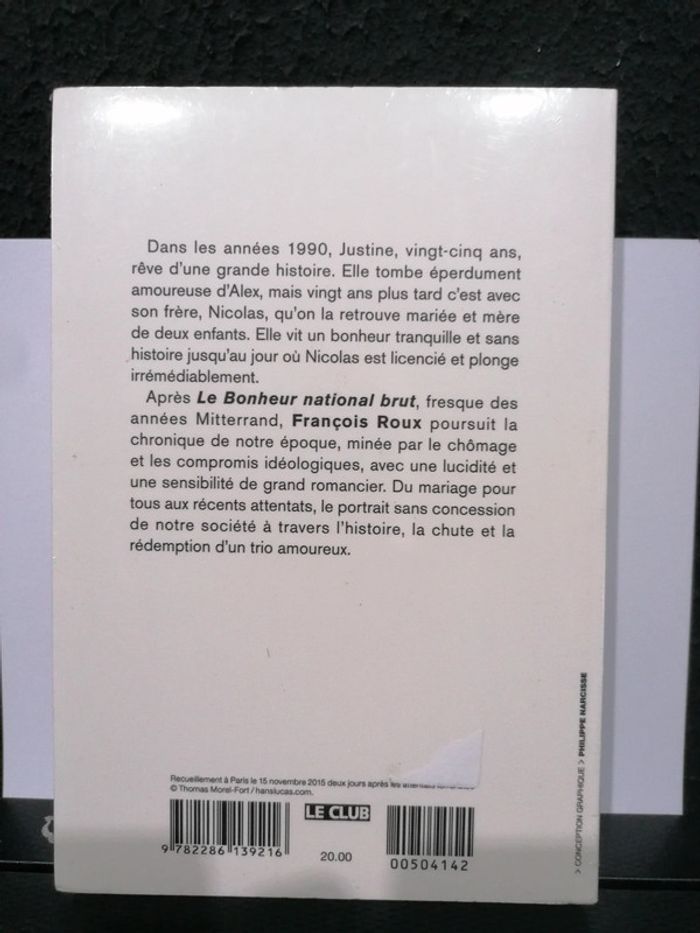 Dans les années 1990, Justine, vingt-cinq ans,
rêve d'une grande histoire. Elle tombe éperdument
amoureuse d'Alex, mais vingt ans plus tard c'est avec
son frère, Nicolas, qu'on la retrouve mariée et mère
de deux enfants. Elle vit un bonheur tranquille et sans
histoire jusqu'au jour où Nicolas est licencié et plonge
irrémédiablement.
Après Le Bonheur national brut, fresque des
années Mitterrand, François Roux poursuit la
chronique de notre époque, minée par le chômage
et les compromis idéologiques, avec une lucidité et
une sensibilité de grand romancier. Du mariage pour
tous aux récents attentats, le portrait sans concession
de notre société à travers l'histoire, la chute et la
rédemption d'un trio amoureux.
> CONCEPTION GRAPHIQUE > PHILIPPE NARCISSE
Recueillement à Paris le 15 novembre 2015 deux jours après les
© Thomas Morel-Fort / hanslucas.com.
LE CLUB
9 782286 139216
20.00
00504142